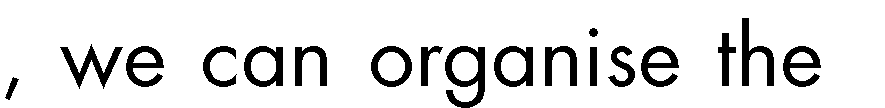 , we can organise the